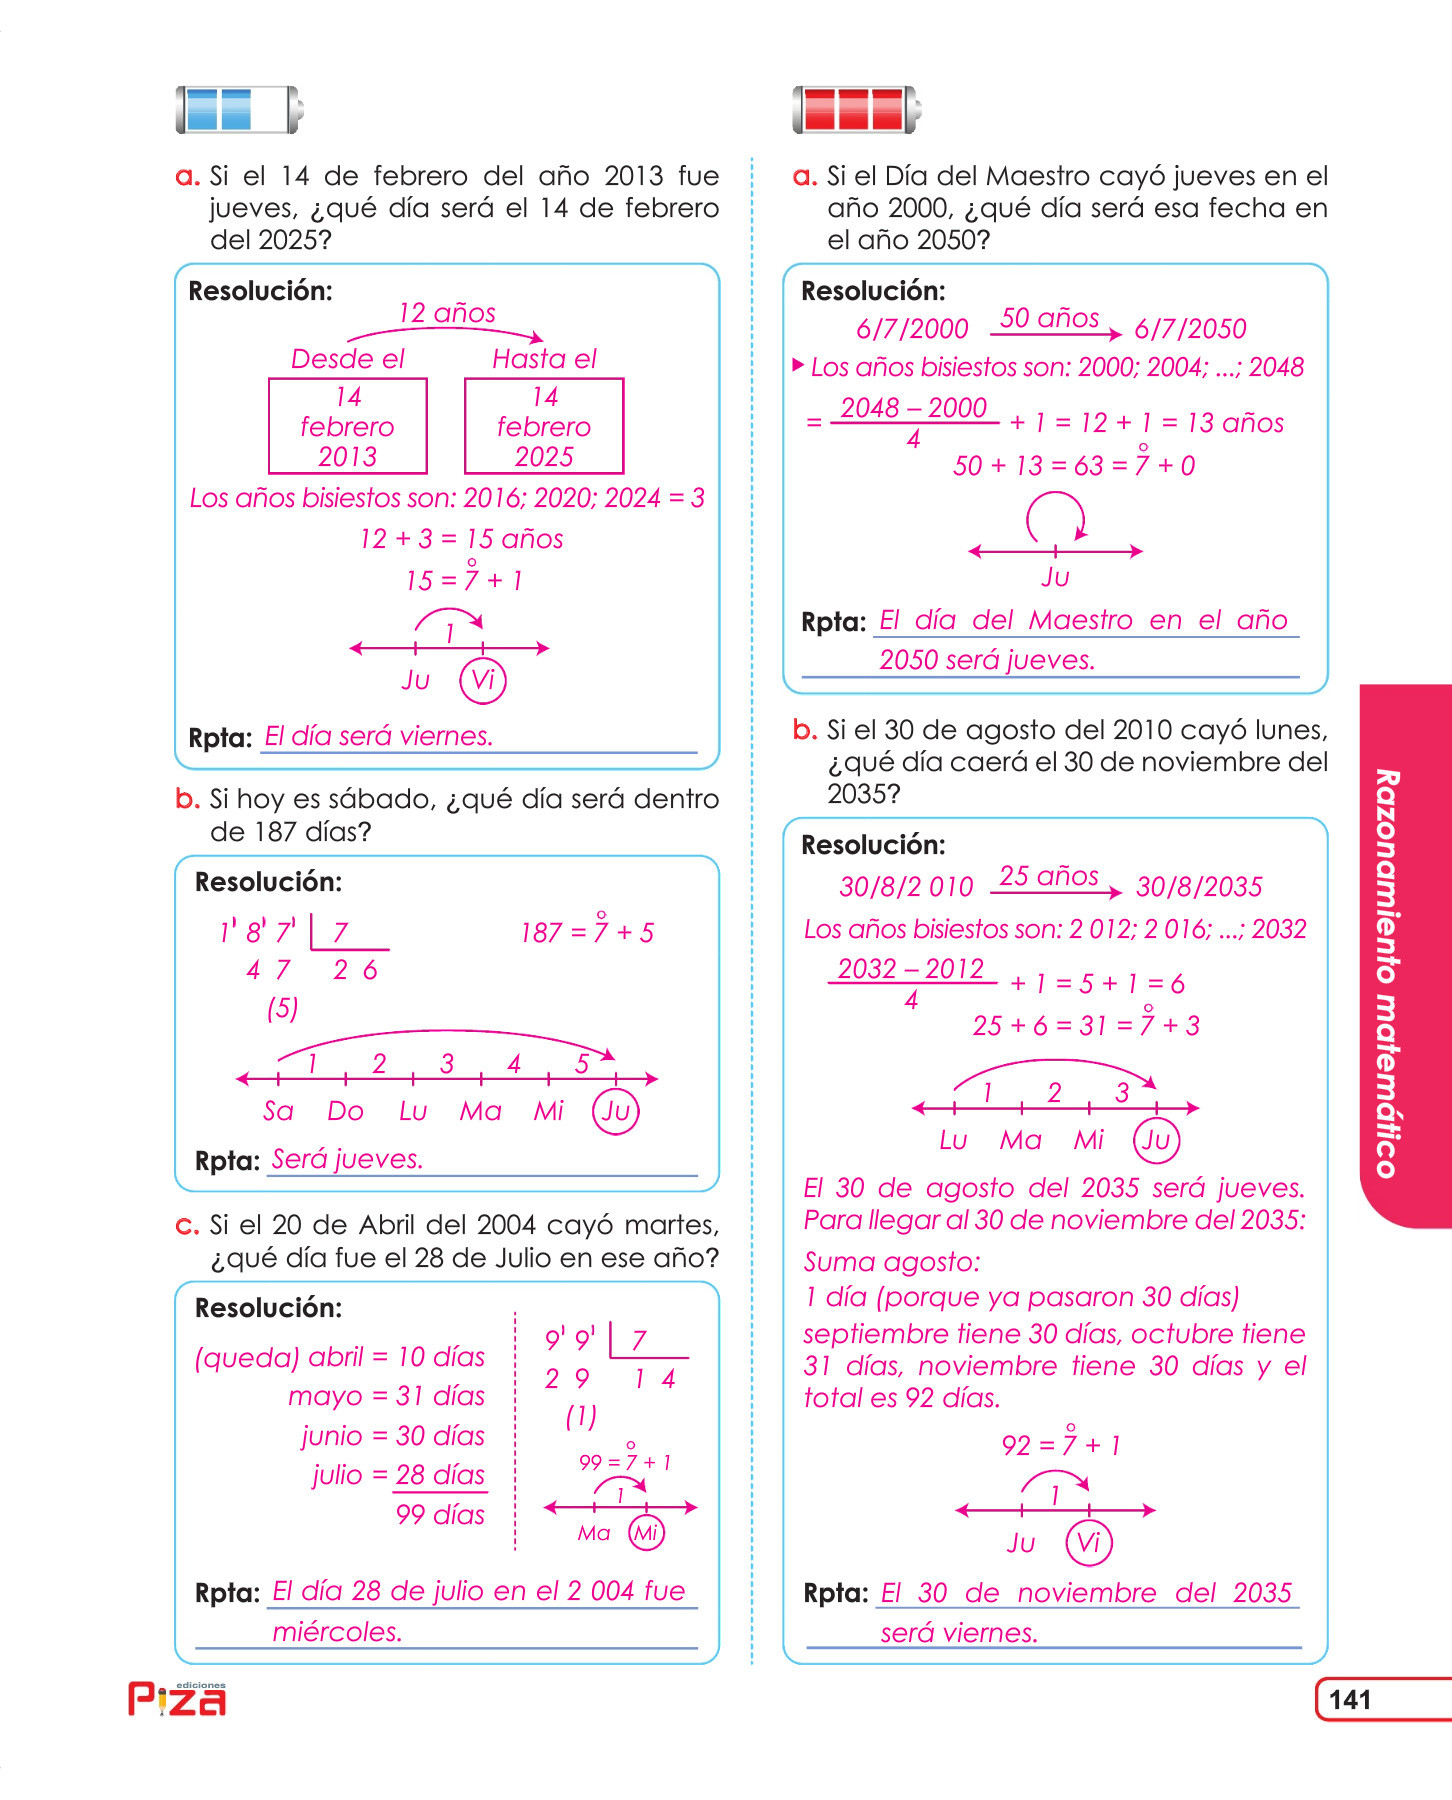 a. Si el 14 de febrero del año 2013 fue
jueves, ¿qué día será el 14 de febrero
del 2025?
Resolución:
12 años
Desde el Hasta el
14 14
febrero febrero
2013 2025
Los años bisiestos son: 2016; 2020; 2024 = 3
12 + 3 = 15 años
15 = 7̊ + 1
1
Ju Vi
Rpta: El día será viernes.
b. Si hoy es sábado, ¿qué día será dentro
de 187 días?
Resolución:
1' 8' 7' 7 187 = 7̊ + 5
4 7 2 6
(5)
1 2 3 4 5
Sa Do Lu Ma Mi Ju
Rpta: Será jueves.
c. Si el 20 de Abril del 2004 cayó martes,
¿qué día fue el 28 de Julio en ese año?
Resolución:
(queda) abril = 10 días
mayo = 31 días
junio = 30 días
julio = 28 días
99 días
9' 9' 7
2 9 1 4
(1)
99 = 7̊ + 1
1
Ma Mi
Rpta: El día 28 de julio en el 2 004 fue
miércoles.
a. Si el Día del Maestro cayó jueves en el
año 2000, ¿qué día será esa fecha en
el año 2050?
Resolución:
6/7/2000 50 años 6/7/2050
Los años bisiestos son: 2000; 2004; ...; 2048
= 2048 – 2000 / 4 + 1 = 12 + 1 = 13 años
50 + 13 = 63 = 7̊ + 0
Ju
Rpta: El día del Maestro en el año
2050 será jueves.
b. Si el 30 de agosto del 2010 cayó lunes,
¿qué día caerá el 30 de noviembre del
2035?
Resolución:
30/8/2 010 25 años 30/8/2035
Los años bisiestos son: 2 012; 2 016; ...; 2032
2032 – 2012 / 4 + 1 = 5 + 1 = 6
25 + 6 = 31 = 7̊ + 3
1 2 3
Lu Ma Mi Ju
El 30 de agosto del 2035 será jueves.
Para llegar al 30 de noviembre del 2035:
Suma agosto:
1 día (porque ya pasaron 30 días)
septiembre tiene 30 días, octubre tiene
31 días, noviembre tiene 30 días y el
total es 92 días.
92 = 7̊ + 1
1
Ju Vi
Rpta: El 30 de noviembre del 2035
será viernes.
Razonamiento matemático
ediciones
Piza
141